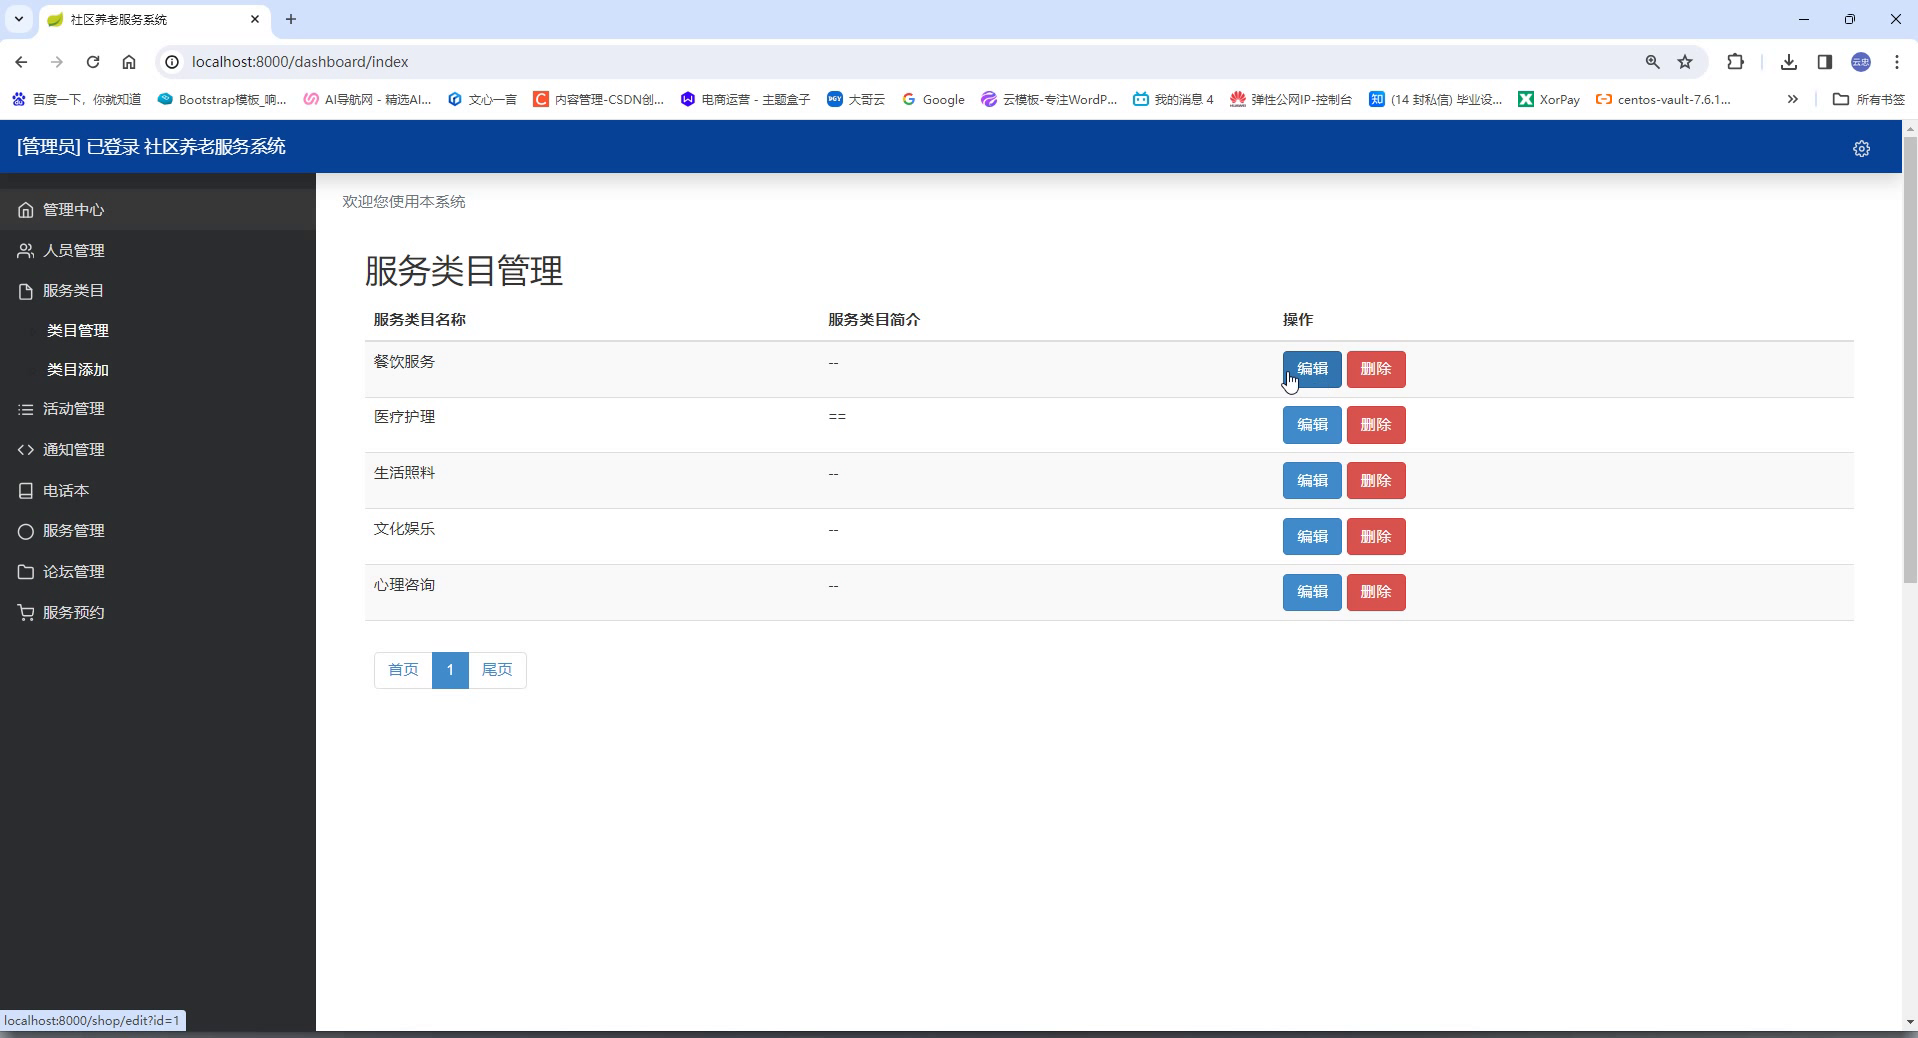 社区养老服务系统
localhost:8000/dashboard/index
云忠
百度一下，你就知道
Bootstrap模板_响...
AI导航网 - 精选AI...
文心一言
内容管理-CSDN创...
电商运营 - 主题盒子
大哥云
Google
云模板-专注WordP...
我的消息 4
弹性公网IP-控制台
(14 封私信) 毕业设...
XorPay
centos-vault-7.6.1...
所有书签
[管理员] 已登录 社区养老服务系统
管理中心
人员管理
服务类目
类目管理
类目添加
活动管理
通知管理
电话本
服务管理
论坛管理
服务预约
欢迎您使用本系统
服务类目管理
服务类目名称 服务类目简介 操作
餐饮服务 -- 编辑 删除
医疗护理 == 编辑 删除
生活照料 -- 编辑 删除
文化娱乐 -- 编辑 删除
心理咨询 -- 编辑 删除
首页 1 尾页
localhost:8000/shop/edit?id=1